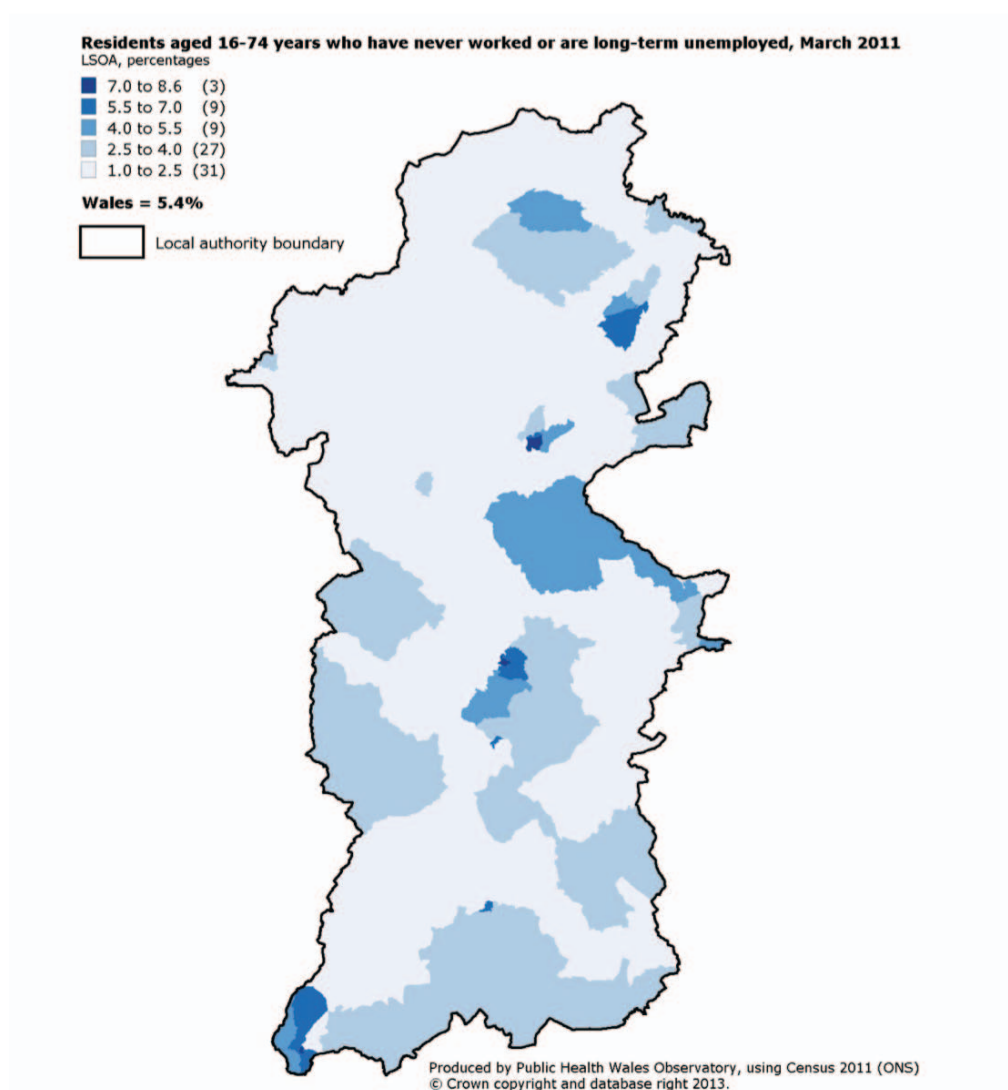 Residents aged 16-74 years who have never worked or are long-term unemployed, March 2011
LSOA, percentages
7.0 to 8.6 (3)
5.5 to 7.0 (9)
4.0 to 5.5 (9)
2.5 to 4.0 (27)
1.0 to 2.5 (31)
Wales = 5.4%
Local authority boundary
Produced by Public Health Wales Observatory, using Census 2011 (ONS)
© Crown copyright and database right 2013.